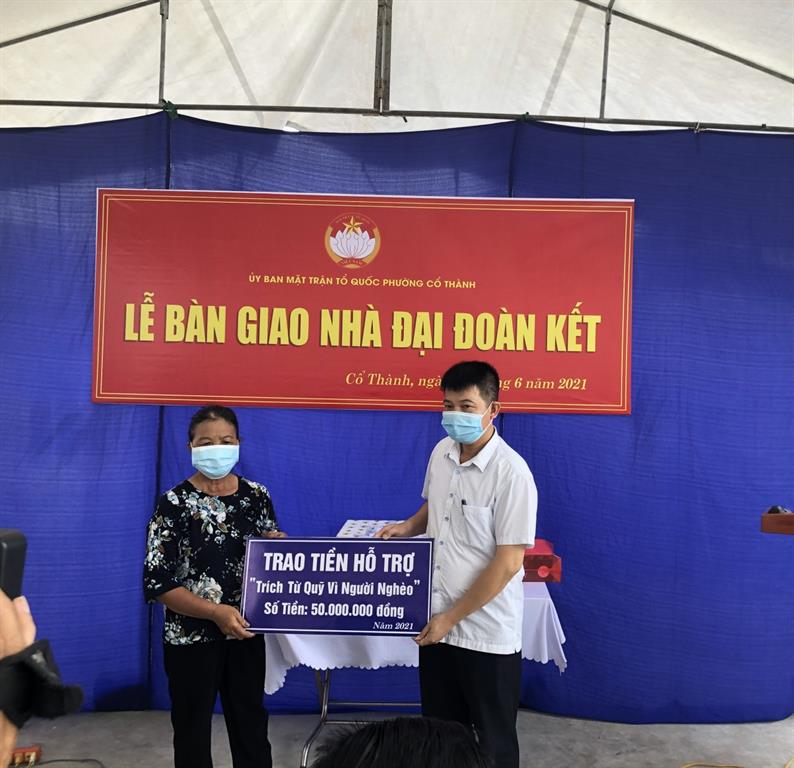 ỦY BAN MẶT TRẬN TỔ QUỐC PHƯỜNG CỔ THÀNH
LỄ BÀN GIAO NHÀ ĐẠI ĐOÀN KẾT
Cổ Thành, ngày 6 năm 2021
TRAO TIỀN HỖ TRỢ
"Trích Từ Quỹ Vì Người Nghèo"
Số Tiền: 50.000.000 đồng
Năm 2021